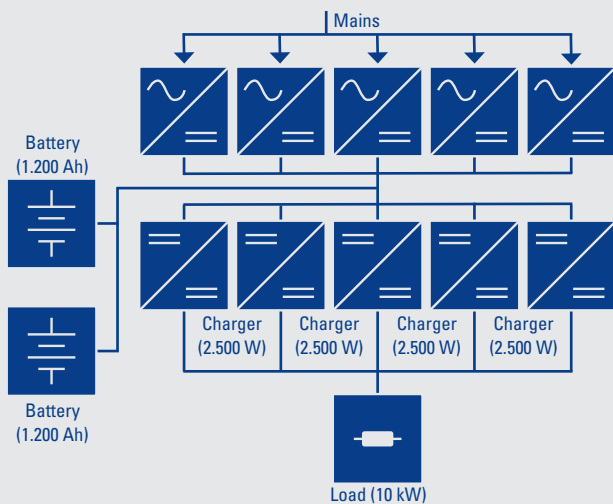 Mains
Battery
(1.200 Ah)
Charger
(2.500 W)
Charger
(2.500 W)
Charger
(2.500 W)
Charger
(2.500 W)
Battery
(1.200 Ah)
Load (10 kW)